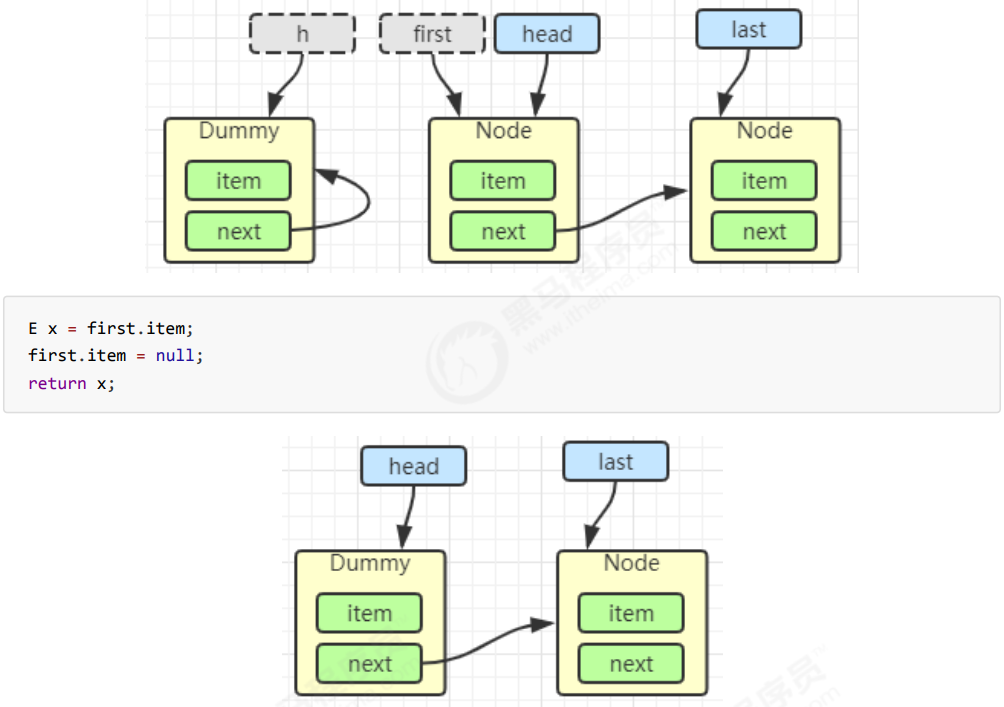 h first head last
Dummy Node Node
item item item
next next next
黑马程序员
www.itheima.com
E x = first.item;
first.item = null;
return x;
head last
Dummy Node
item item
next next